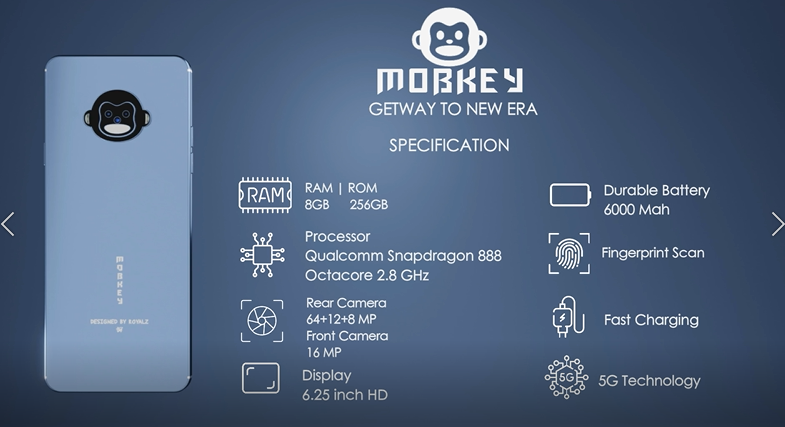 MOBKEY
GETWAY TO NEW ERA
SPECIFICATION
RAM
RAM | ROM
8GB 256GB
Processor
Qualcomm Snapdragon 888
Octacore 2.8 GHz
Rear Camera
64+12+8 MP
Front Camera
16 MP
Display
6.25 inch HD
Durable Battery
6000 Mah
Fingerprint Scan
Fast Charging
5G
5G Technology
MOBKEY
DESIGNED BY ROYALZ